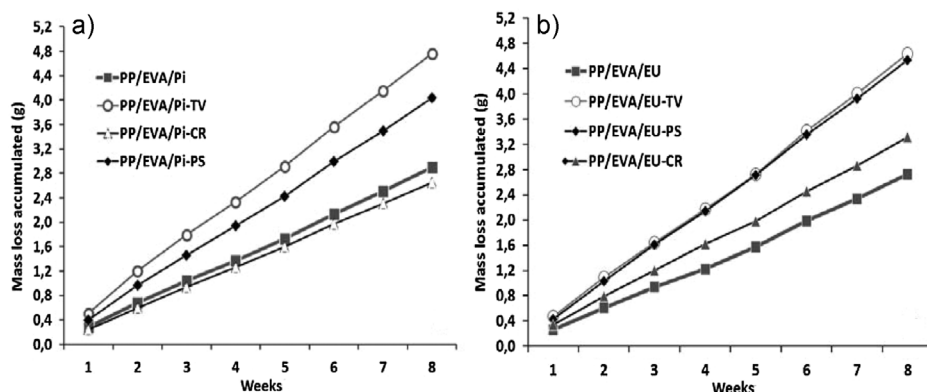 a)
Mass loss accumulated (g)
5,2
4,8
4,4
4,0
3,6
3,2
2,8
2,4
2,0
1,6
1,2
0,8
0,4
0,0
PP/EVA/Pi
PP/EVA/Pi-TV
PP/EVA/Pi-CR
PP/EVA/Pi-PS
1 2 3 4 5 6 7 8
Weeks
b)
Mass loss accumulated (g)
5,2
4,8
4,4
4,0
3,6
3,2
2,8
2,4
2,0
1,6
1,2
0,8
0,4
0,0
PP/EVA/EU
PP/EVA/EU-TV
PP/EVA/EU-PS
PP/EVA/EU-CR
1 2 3 4 5 6 7 8
Weeks